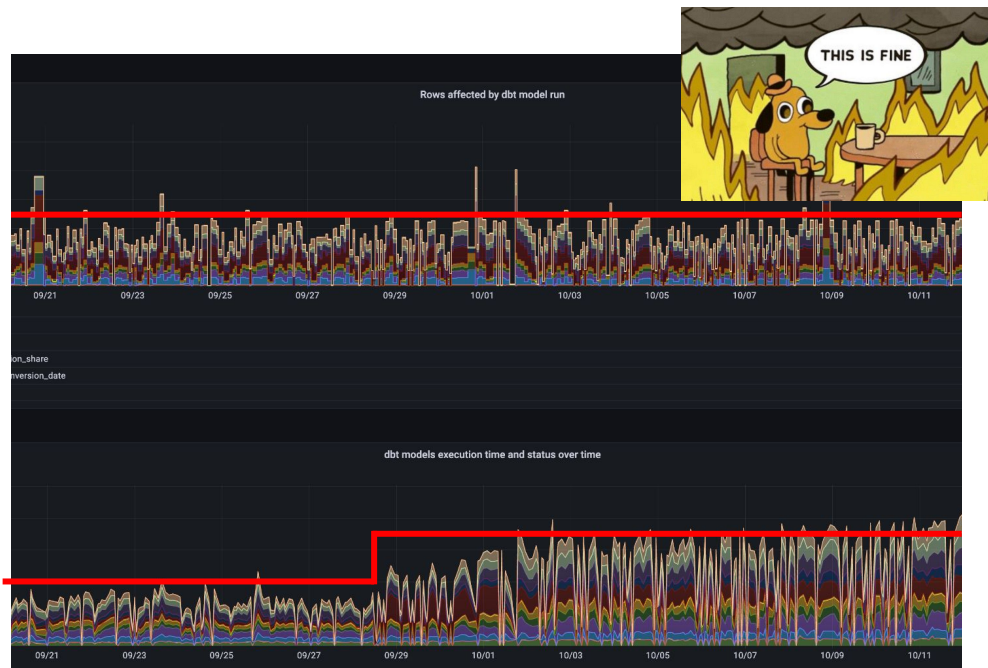 THIS IS FINE
Rows affected by dbt model run
09/21 09/23 09/25 09/27 09/29 10/01 10/03 10/05 10/07 10/09 10/11
ion_share
nversion_date
dbt models execution time and status over time
09/21 09/23 09/25 09/27 09/29 10/01 10/03 10/05 10/07 10/09 10/11